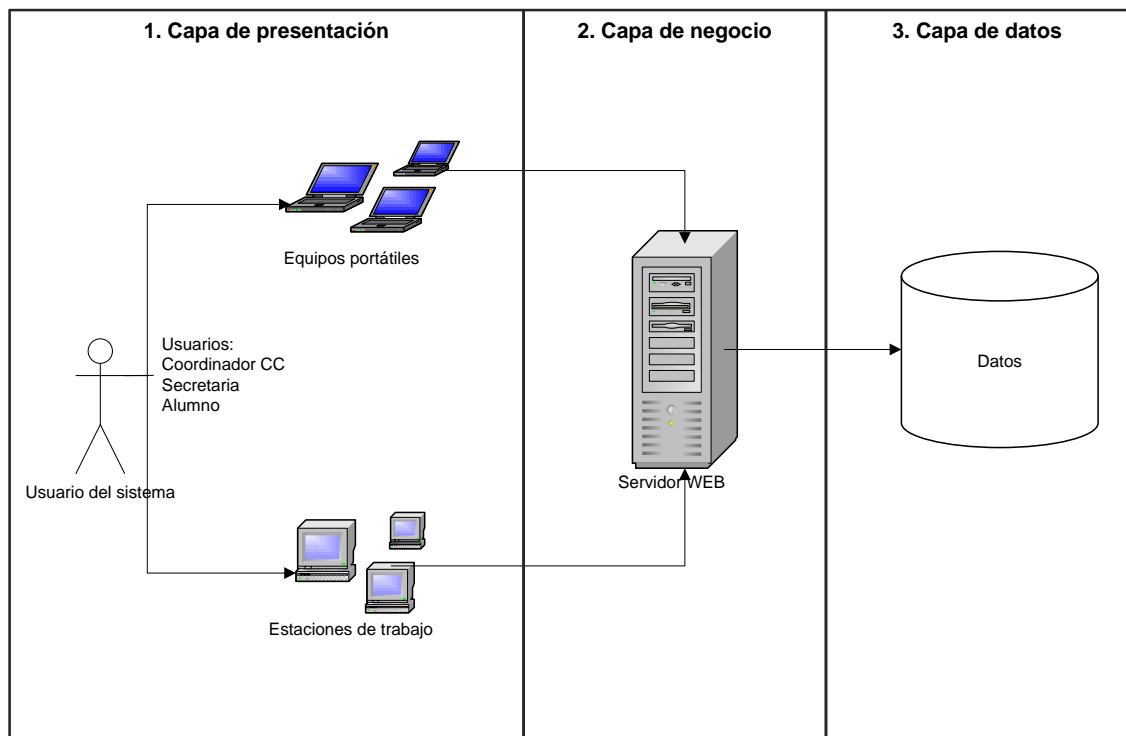 1. Capa de presentación
2. Capa de negocio
3. Capa de datos
Equipos portátiles
Usuarios:
Coordinador CC
Secretaria
Alumno
Usuario del sistema
Estaciones de trabajo
Servidor WEB
Datos